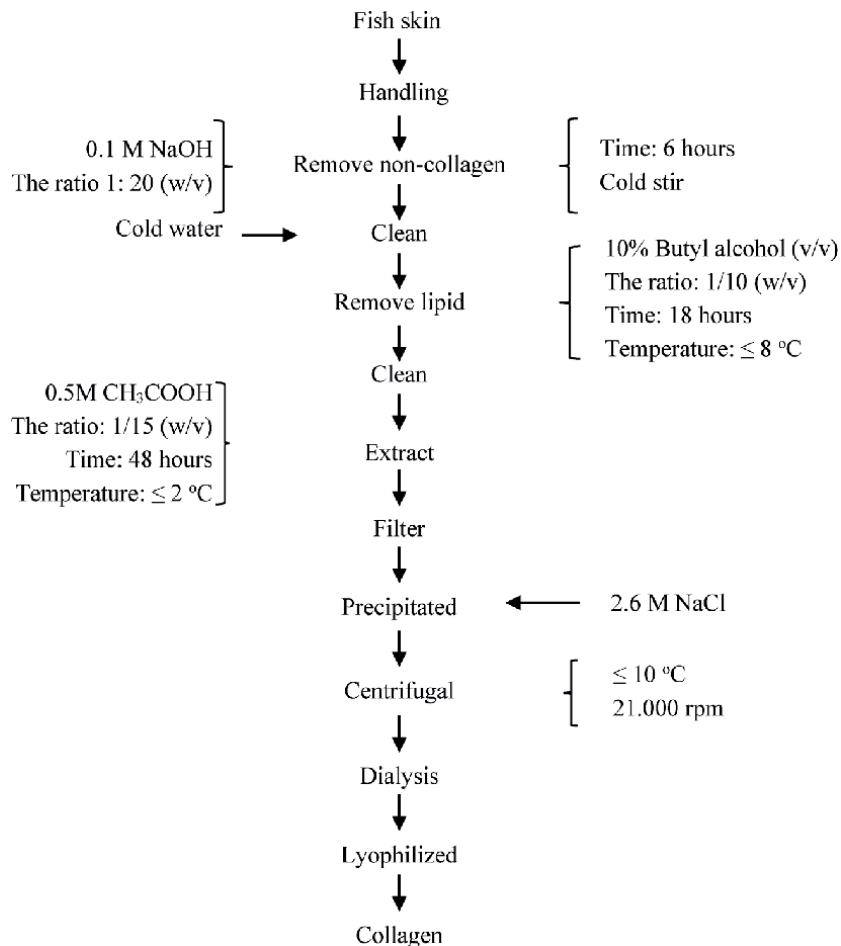 Fish skin
Handling
0.1 M NaOH
The ratio 1: 20 (w/v)
Remove non-collagen
Time: 6 hours
Cold stir
Cold water
Clean
10% Butyl alcohol (v/v)
The ratio: 1/10 (w/v)
Time: 18 hours
Temperature: ≤ 8 °C
Remove lipid
Clean
0.5M CH₃COOH
The ratio: 1/15 (w/v)
Time: 48 hours
Temperature: ≤ 2 °C
Extract
Filter
Precipitated
2.6 M NaCl
Centrifugal
≤ 10 °C
21.000 rpm
Dialysis
Lyophilized
Collagen